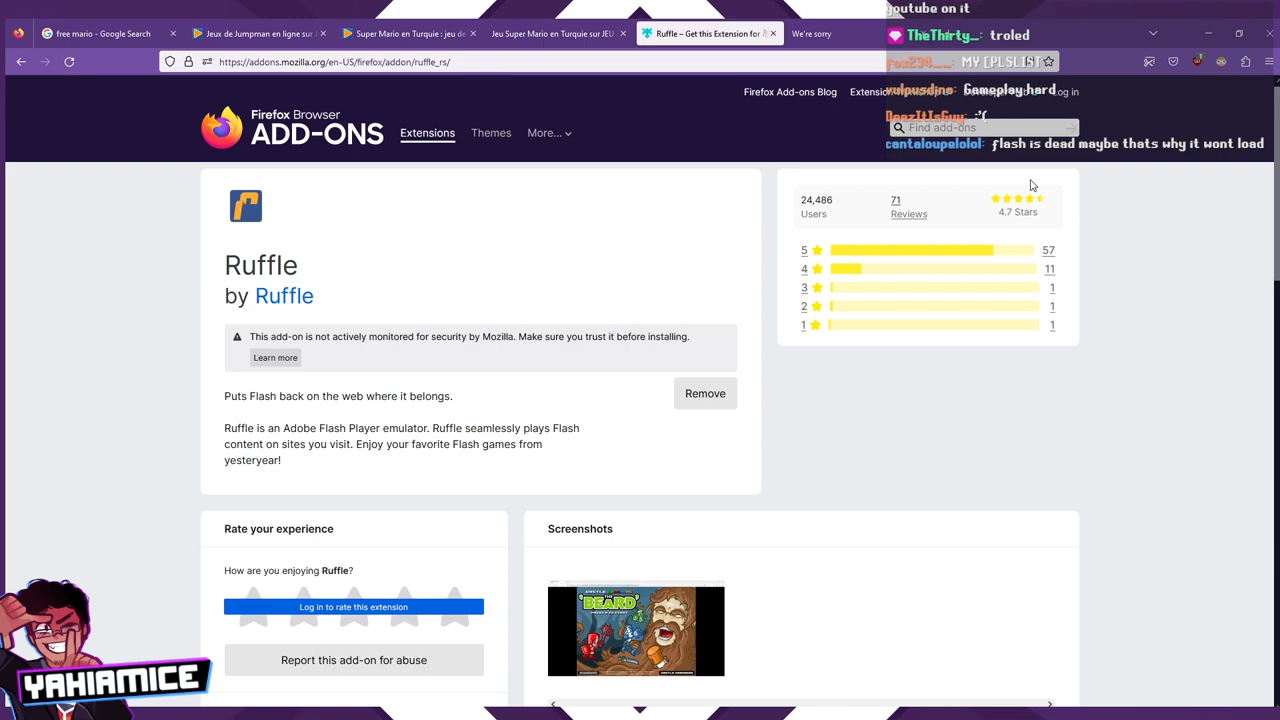 youtube on it
free mario - Google Search
Jeux de Jumpman en ligne sur J
Super Mario en Turquie : jeu de
Jeu Super Mario en Turquie sur JEU
Ruffle – Get this Extension for
We're sorry
TheThirty_: troled
https://addons.mozilla.org/en-US/firefox/addon/ruffle_rs/
fox234__: MY [PLSLIST
Firefox Add-ons Blog
Extension
Log in
vulpusdino: Gameplay hard
Firefox Browser
ADD-ONS
Extensions
Themes
More...
DeezItIsGuy: :'(
Find add-ons
cantaloupelolol: flash is dead maybe thats why it wont load
Ruffle
by Ruffle
This add-on is not actively monitored for security by Mozilla. Make sure you trust it before installing.
Learn more
Puts Flash back on the web where it belongs.
Remove
Ruffle is an Adobe Flash Player emulator. Ruffle seamlessly plays Flash
content on sites you visit. Enjoy your favorite Flash games from
yesteryear!
24,486
Users
71
Reviews
4.7 Stars
5 57
4 11
3 1
2 1
1 1
Rate your experience
How are you enjoying Ruffle?
Log in to rate this extension
Report this add-on for abuse
Screenshots
BEARD
YAHIAMICE